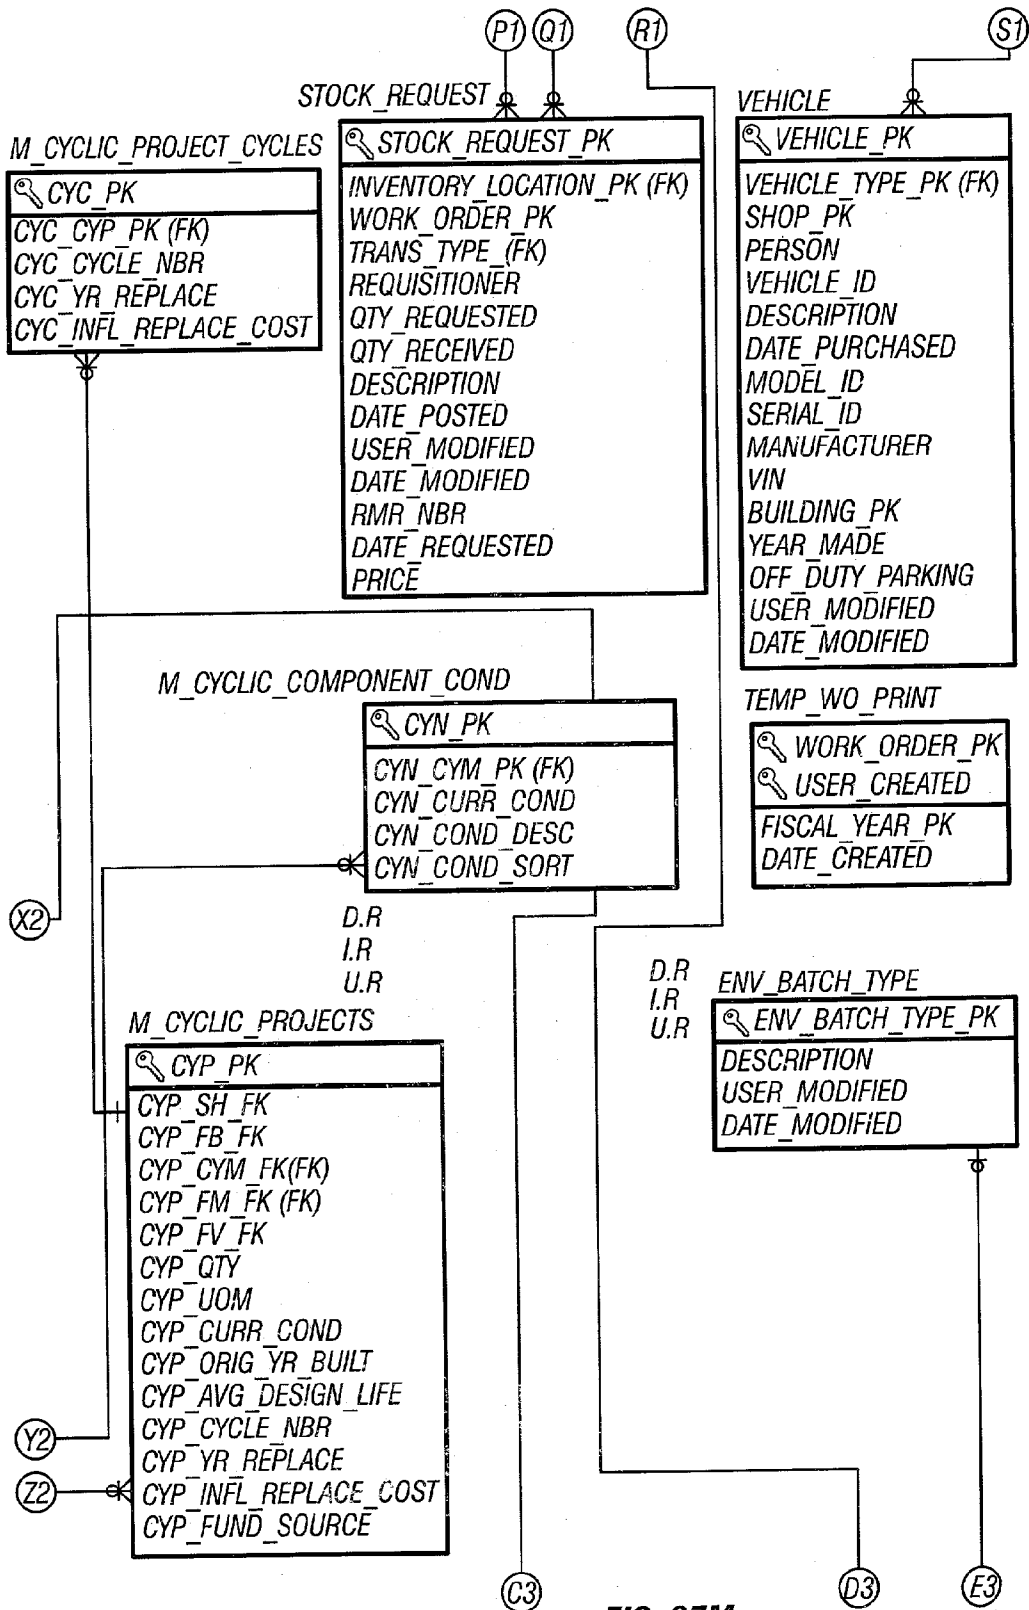 P1 Q1 R1 S1
STOCK_REQUEST
STOCK_REQUEST_PK
INVENTORY_LOCATION_PK (FK)
WORK_ORDER_PK
TRANS_TYPE_(FK)
REQUISITIONER
QTY_REQUESTED
QTY_RECEIVED
DESCRIPTION
DATE_POSTED
USER_MODIFIED
DATE_MODIFIED
RMR_NBR
DATE_REQUESTED
PRICE
VEHICLE
VEHICLE_PK
VEHICLE_TYPE_PK (FK)
SHOP_PK
PERSON
VEHICLE_ID
DESCRIPTION
DATE_PURCHASED
MODEL_ID
SERIAL_ID
MANUFACTURER
VIN
BUILDING_PK
YEAR_MADE
OFF_DUTY_PARKING
USER_MODIFIED
DATE_MODIFIED
M_CYCLIC_PROJECT_CYCLES
CYC_PK
CYC_CYP_PK (FK)
CYC_CYCLE_NBR
CYC_YR_REPLACE
CYC_INFL_REPLACE_COST
M_CYCLIC_COMPONENT_COND
CYN_PK
CYN_CYM_PK (FK)
CYN_CURR_COND
CYN_COND_DESC
CYN_COND_SORT
TEMP_WO_PRINT
WORK_ORDER_PK
USER_CREATED
FISCAL_YEAR_PK
DATE_CREATED
X2
D.R
I.R
U.R
D.R
I.R
U.R
ENV_BATCH_TYPE
ENV_BATCH_TYPE_PK
DESCRIPTION
USER_MODIFIED
DATE_MODIFIED
M_CYCLIC_PROJECTS
CYP_PK
CYP_SH_FK
CYP_FB_FK
CYP_CYM_FK(FK)
CYP_FM_FK (FK)
CYP_FV_FK
CYP_QTY
CYP_UOM
CYP_CURR_COND
CYP_ORIG_YR_BUILT
CYP_AVG_DESIGN_LIFE
CYP_CYCLE_NBR
CYP_YR_REPLACE
CYP_INFL_REPLACE_COST
CYP_FUND_SOURCE
Y2
Z2
C3 D3 E3